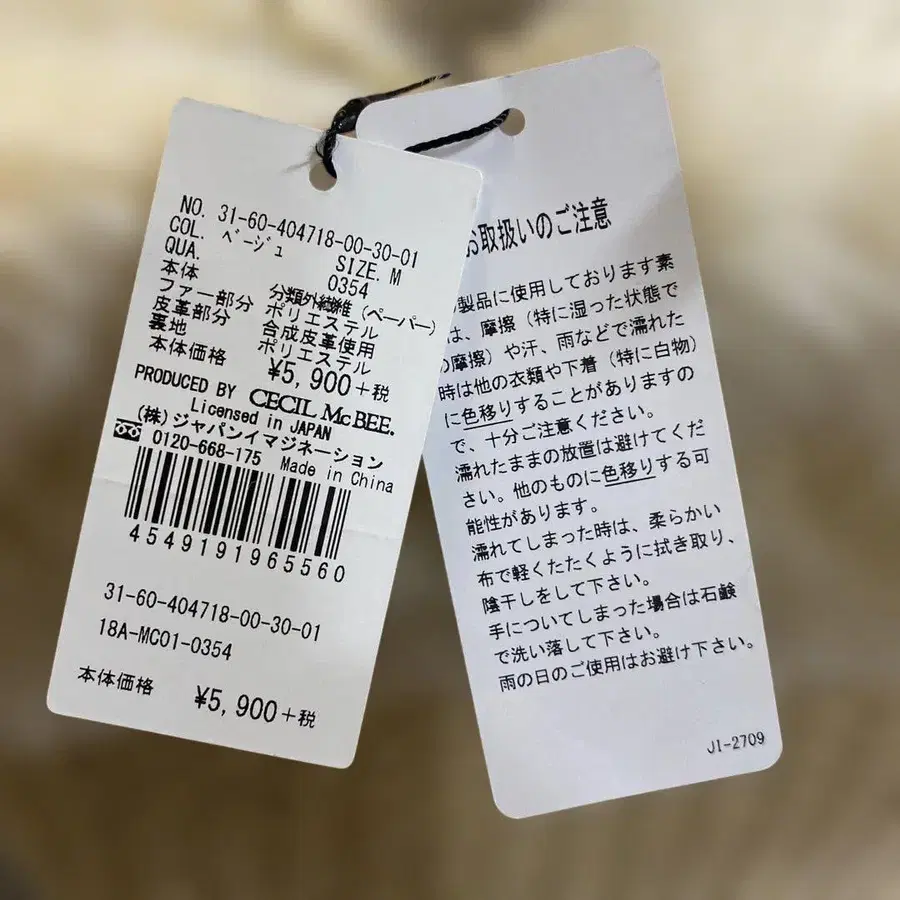 NO. 31-60-404718-00-30-01
COL. ベージュ SIZE. M
QUA. 0354
本体 分類外繊維 (ペーパー)
ファー部分 ポリエステル
皮革部分 合成皮革使用
裏地 ポリエステル
本体価格 ¥5,900+税
PRODUCED BY CECIL McBEE.
Licensed in JAPAN
(株)ジャパンイマジネーション
0120-668-175 Made in China
4549191965560
31-60-404718-00-30-01
18A-MC01-0354
本体価格 ¥5,900+税
お取扱いのご注意
製品に使用しております素
は、摩擦(特に湿った状態で
の摩擦)や汗、雨などで濡れた
時は他の衣類や下着(特に白物)
に色移りすることがありますの
で、十分ご注意ください。
濡れたままの放置は避けてくだ
さい。他のものに色移りする可
能性があります。
濡れてしまった時は、柔らかい
布で軽くたたくように拭き取り、
陰干しをして下さい。
手についてしまった場合は石鹸
で洗い落して下さい。
雨の日のご使用はお避け下さい。
JI-2709